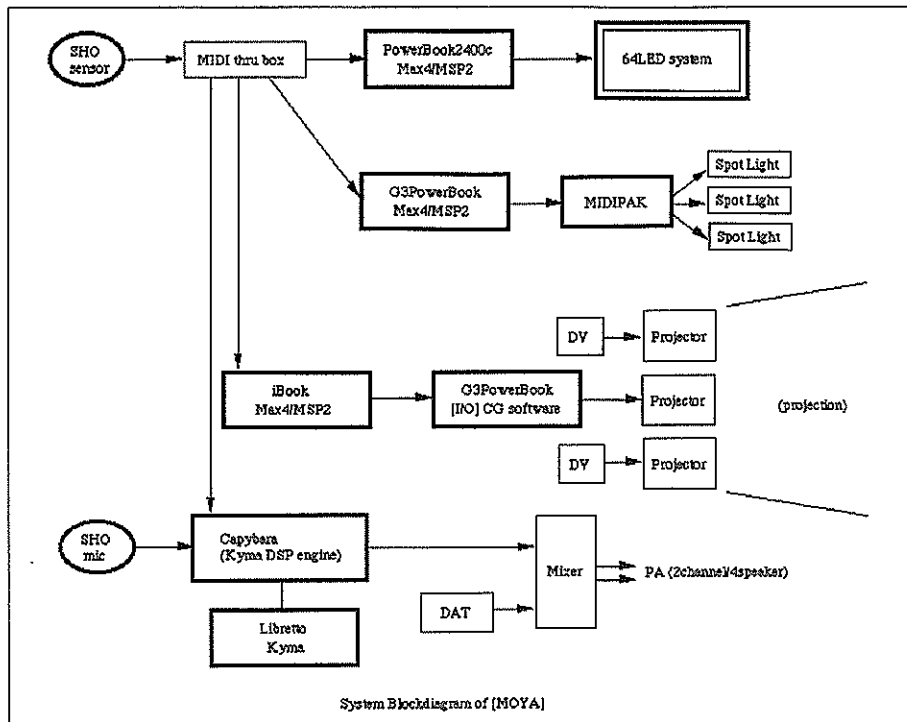 SHO
sensor
MIDI thru box
PowerBook2400c
Max4/MSP2
64LED system
G3PowerBook
Max4/MSP2
MIDIPAK
Spot Light
Spot Light
Spot Light
DV
Projector
iBook
Max4/MSP2
G3PowerBook
[I/O] CG software
Projector
(projection)
DV
Projector
SHO
mic
Capybara
(Kyma DSP engine)
Mixer
PA (2channel/4speaker)
DAT
Libretto
Kyma
System Blockdiagram of [MOYA]